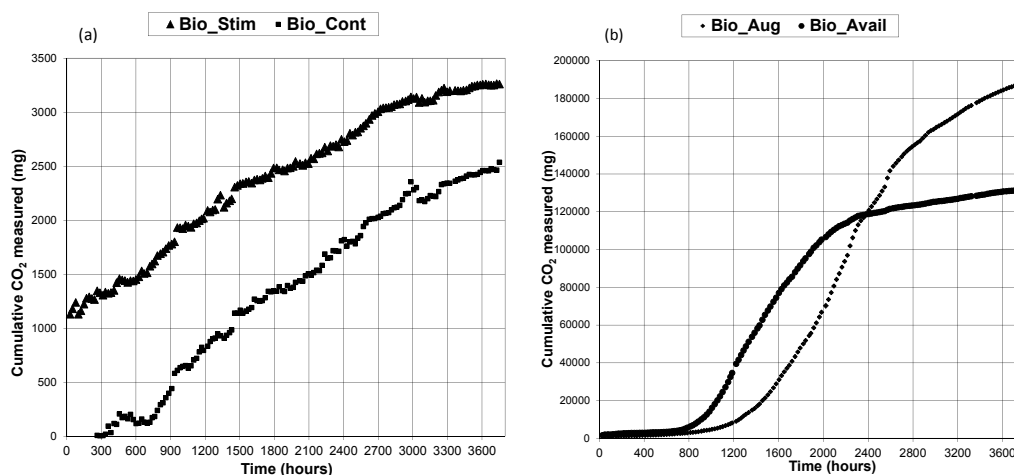 (a)
▲Bio_Stim ■Bio_Cont
Cumulative CO₂ measured (mg)
3500
3000
2500
2000
1500
1000
500
0
0 300 600 900 1200 1500 1800 2100 2400 2700 3000 3300 3600
Time (hours)
(b)
♦Bio_Aug ●Bio_Avail
Cumulative CO₂ measured (mg)
200000
180000
160000
140000
120000
100000
80000
60000
40000
20000
0
0 400 800 1200 1600 2000 2400 2800 3200 3600
Time (hours)